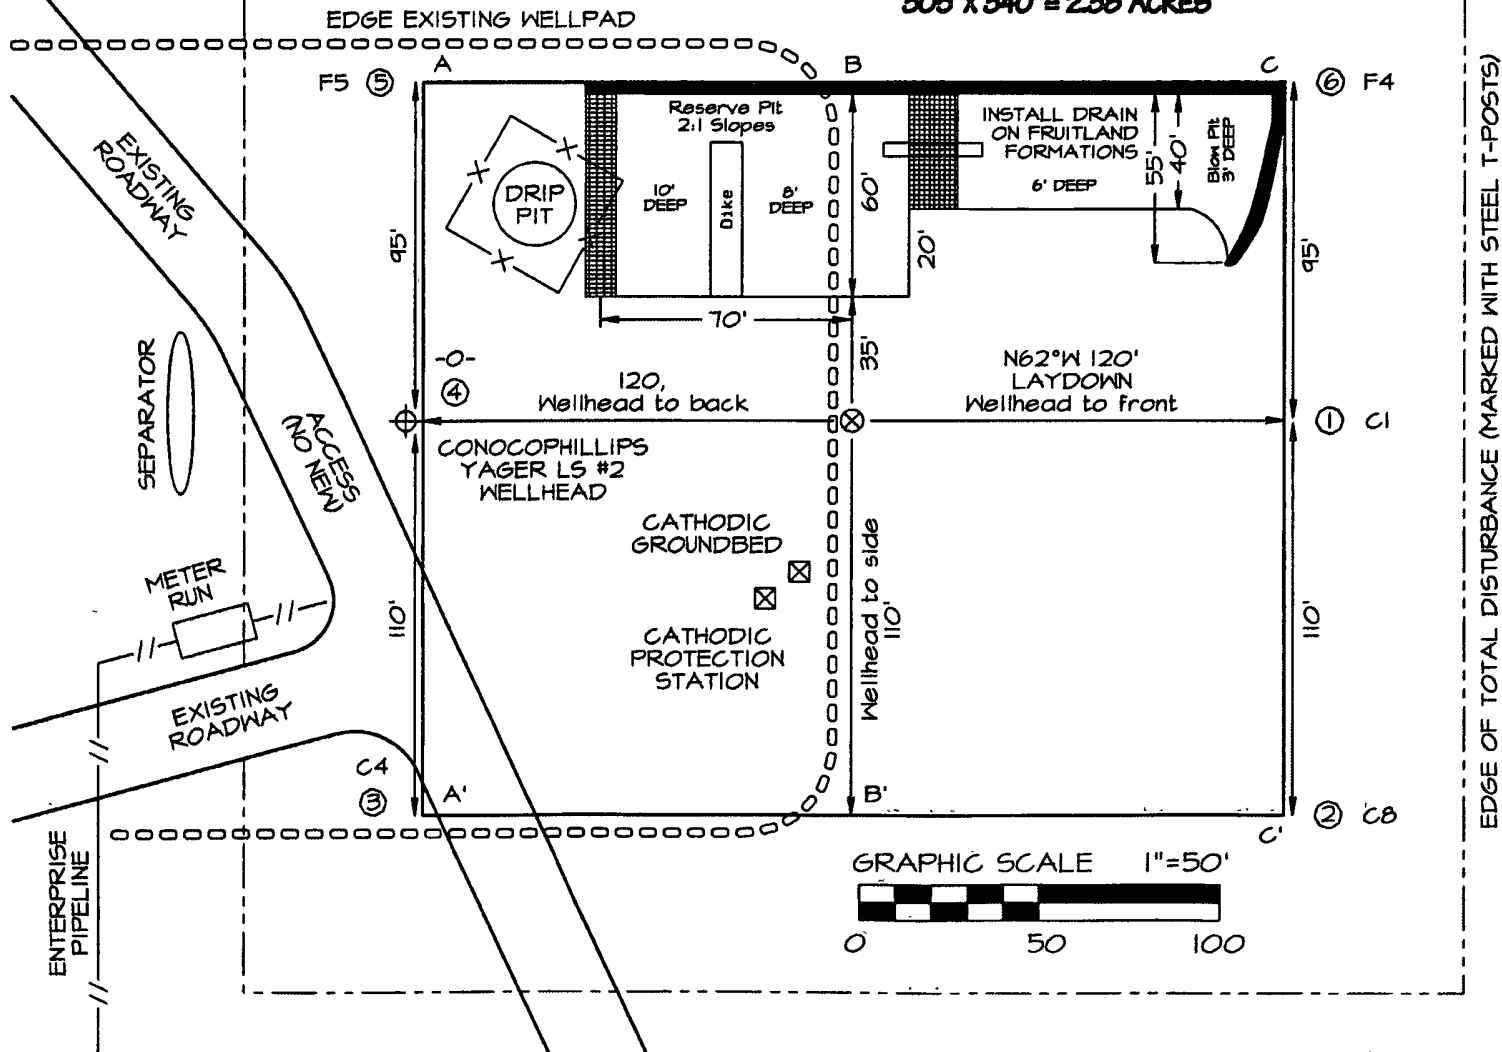 305' X 340' = 2.38 ACRES
EDGE EXISTING WELLPAD
A
B
C
F5 ⑤
⑥ F4
EXISTING
ROADWAY
Reserve Pit
2:1 Slopes
INSTALL DRAIN
ON FRUITLAND
FORMATIONS
6' DEEP
55'
40'
Blow Pit
3' DEEP
DRIP
PIT
10'
DEEP
Dike
8'
DEEP
60'
20'
95'
95'
70'
35'
SEPARATOR
-O-
④
120,
Wellhead to back
N62°W 120'
LAYDOWN
Wellhead to front
① C1
ACCESS
(NO NEW)
CONOCOPHILLIPS
YAGER LS #2
WELLHEAD
CATHODIC
GROUNDBED
CATHODIC
PROTECTION
STATION
Wellhead to side
110'
110'
110'
METER
RUN
EXISTING
ROADWAY
C4
③
A'
B'
C'
② C8
ENTERPRISE
PIPELINE
GRAPHIC SCALE 1"=50'
0 50 100
EDGE OF TOTAL DISTURBANCE (MARKED WITH STEEL T-POSTS)